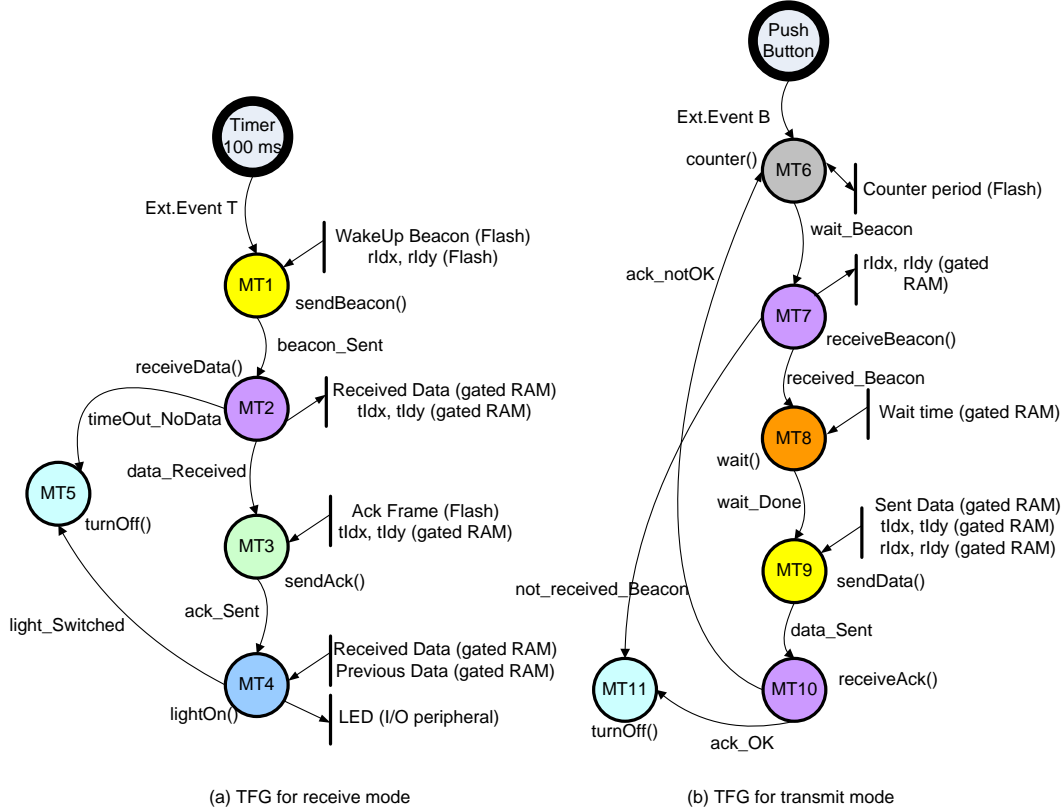 Timer
100 ms
Ext.Event T
WakeUp Beacon (Flash)
rIdx, rIdy (Flash)
MT1
sendBeacon()
beacon_Sent
receiveData()
MT2
Received Data (gated RAM)
tIdx, tIdy (gated RAM)
timeOut_NoData
data_Received
MT5
turnOff()
Ack Frame (Flash)
tIdx, tIdy (gated RAM)
MT3
sendAck()
ack_Sent
light_Switched
Received Data (gated RAM)
Previous Data (gated RAM)
MT4
lightOn()
LED (I/O peripheral)
(a) TFG for receive mode
Push
Button
Ext.Event B
counter()
MT6
Counter period (Flash)
wait_Beacon
ack_notOK
rIdx, rIdy (gated
RAM)
MT7
receiveBeacon()
received_Beacon
Wait time (gated RAM)
MT8
wait()
wait_Done
Sent Data (gated RAM)
tIdx, tIdy (gated RAM)
rIdx, rIdy (gated RAM)
MT9
sendData()
not_received_Beacon
data_Sent
MT10
receiveAck()
MT11
turnOff()
ack_OK
(b) TFG for transmit mode